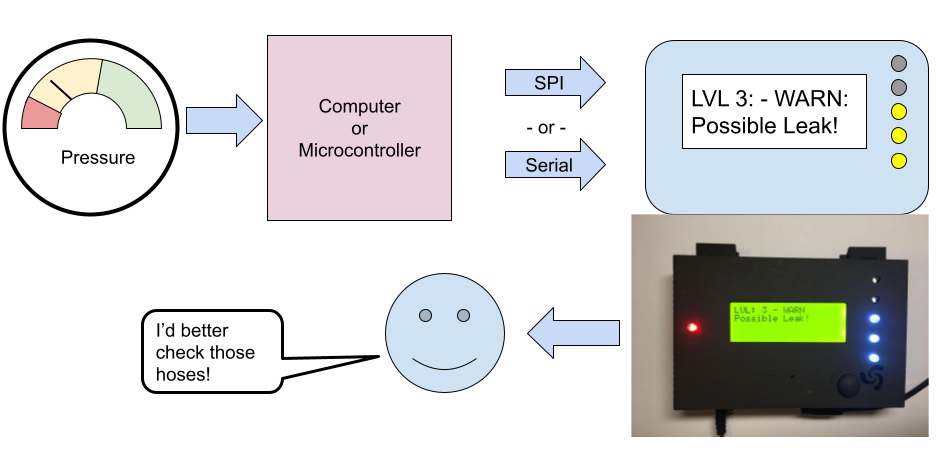 Pressure
Computer
or
Microcontroller
SPI
- or -
Serial
LVL 3: - WARN:
Possible Leak!
LVL: 3 - WARN
Possible Leak!
I'd better
check those
hoses!